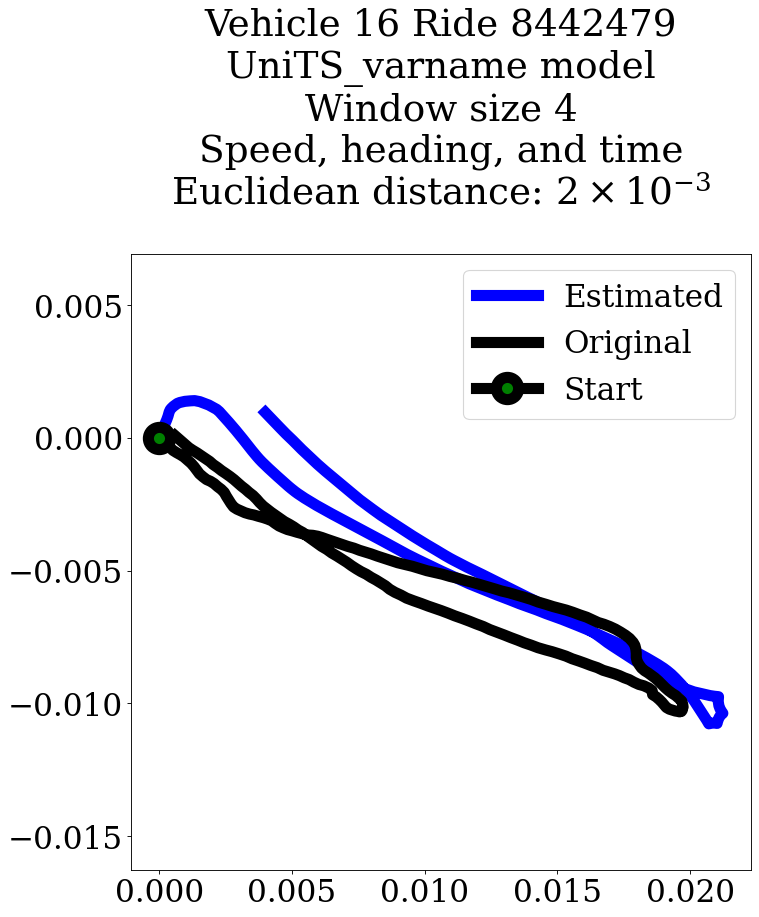 Vehicle 16 Ride 8442479
UniTS_varname model
Window size 4
Speed, heading, and time
Euclidean distance: 2 × 10⁻³
Estimated
Original
Start
0.005
0.000
−0.005
−0.010
−0.015
0.000 0.005 0.010 0.015 0.020